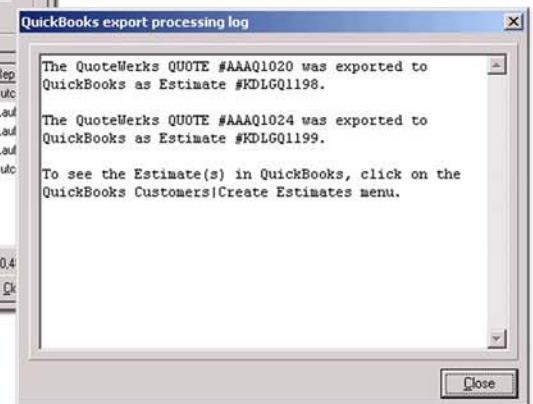 QuickBooks export processing log
The QuoteWerks QUOTE #AAAQ1020 was exported to
QuickBooks as Estimate #KDLGQ1198.
The QuoteWerks QUOTE #AAAQ1024 was exported to
QuickBooks as Estimate #KDLGQ1199.
To see the Estimate(s) in QuickBooks, click on the
QuickBooks Customers|Create Estimates menu.
Close